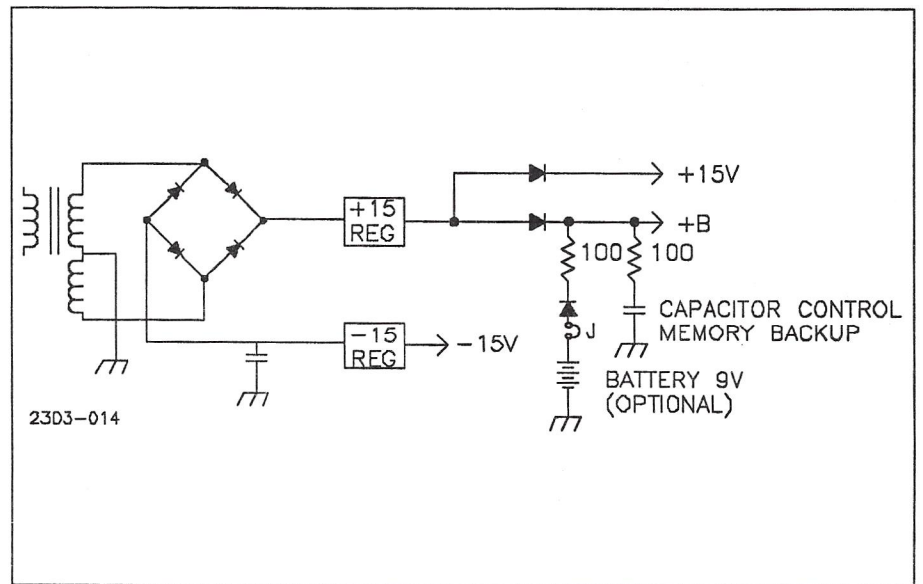 +15V
+15
REG
+B
100
100
-15
REG
-15V
J
CAPACITOR CONTROL
MEMORY BACKUP
BATTERY 9V
(OPTIONAL)
23D3-014